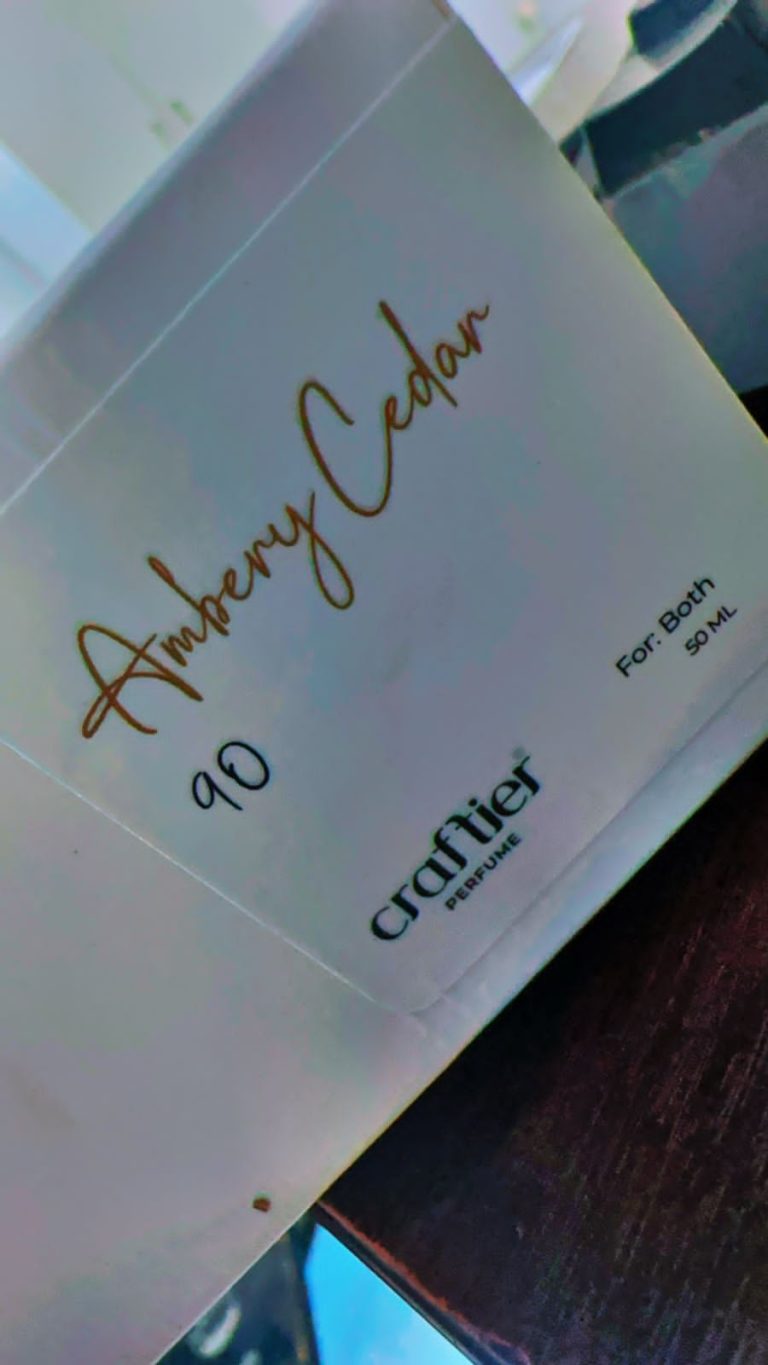 Ambery Cedar
90
For: Both
50 ML
craftier
PERFUME